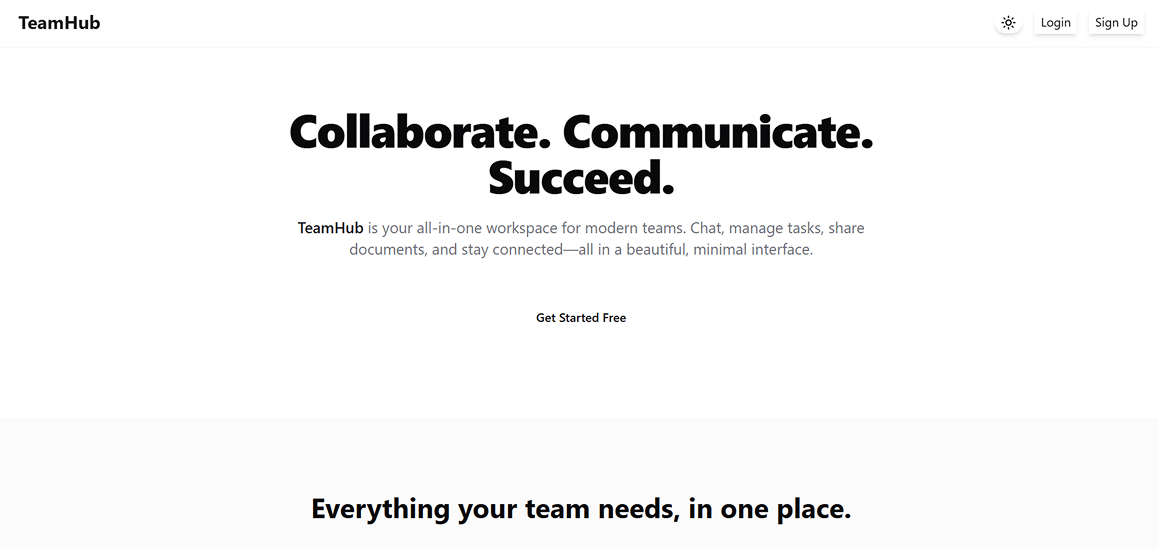 TeamHub
Login
Sign Up
Collaborate. Communicate.
Succeed.
TeamHub is your all-in-one workspace for modern teams. Chat, manage tasks, share
documents, and stay connected—all in a beautiful, minimal interface.
Get Started Free
Everything your team needs, in one place.